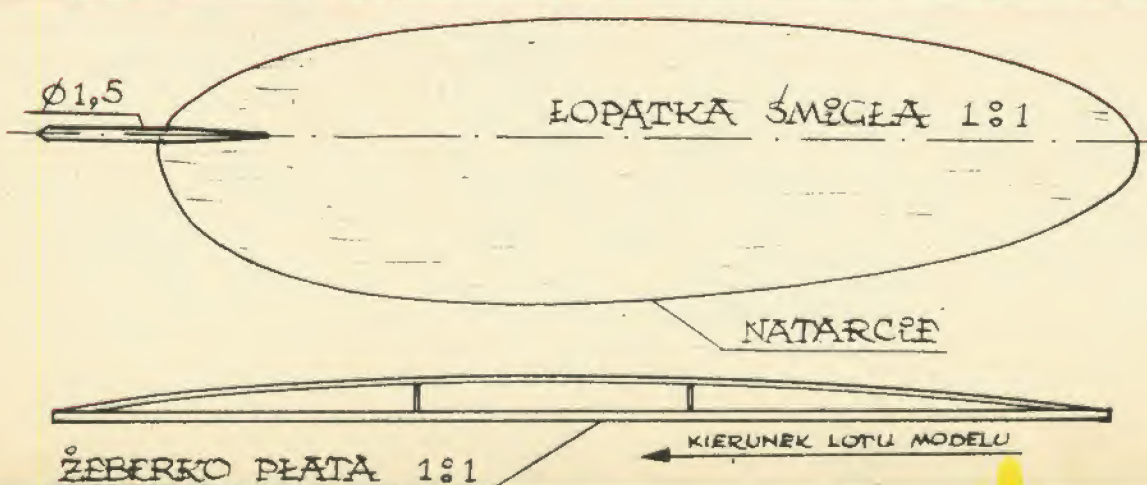 Ø1,5
ŁOPATKA ŚMIGŁA 1:1
NATARCIE
KIERUNEK LOTU MODELU
ŻEBERKO PŁATA 1:1